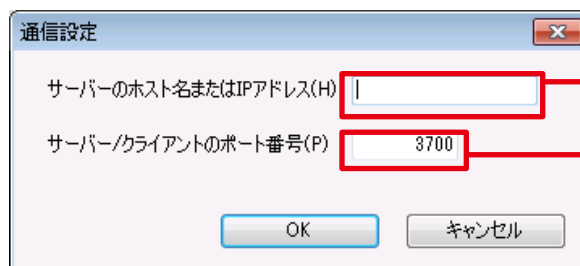 通信設定
サーバーのホスト名またはIPアドレス(H)
サーバー/クライアントのポート番号(P) 3700
OK キャンセル